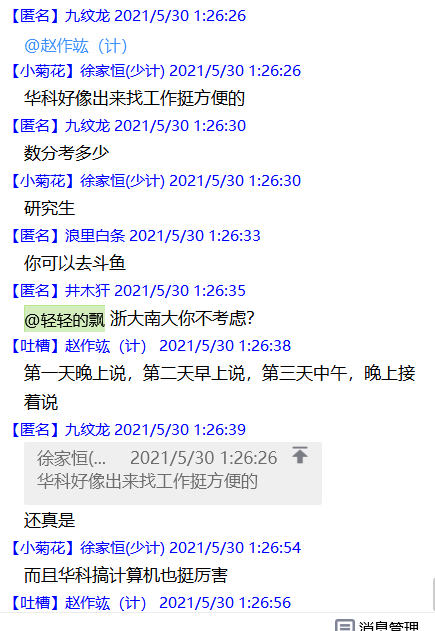 【匿名】九纹龙 2021/5/30 1:26:26
@赵作竑（计）
【小菊花】徐家恒(少计) 2021/5/30 1:26:26
华科好像出来找工作挺方便的
【匿名】九纹龙 2021/5/30 1:26:30
数分考多少
【小菊花】徐家恒(少计) 2021/5/30 1:26:30
研究生
【匿名】浪里白条 2021/5/30 1:26:33
你可以去斗鱼
【匿名】井木犴 2021/5/30 1:26:35
@轻轻的飘 浙大南大你不考虑?
【吐槽】赵作竑（计） 2021/5/30 1:26:38
第一天晚上说，第二天早上说，第三天中午，晚上接
着说
【匿名】九纹龙 2021/5/30 1:26:39
徐家恒(... 2021/5/30 1:26:26
华科好像出来找工作挺方便的
还真是
【小菊花】徐家恒(少计) 2021/5/30 1:26:54
而且华科搞计算机也挺厉害
【吐槽】赵作竑（计） 2021/5/30 1:26:56
消息管理